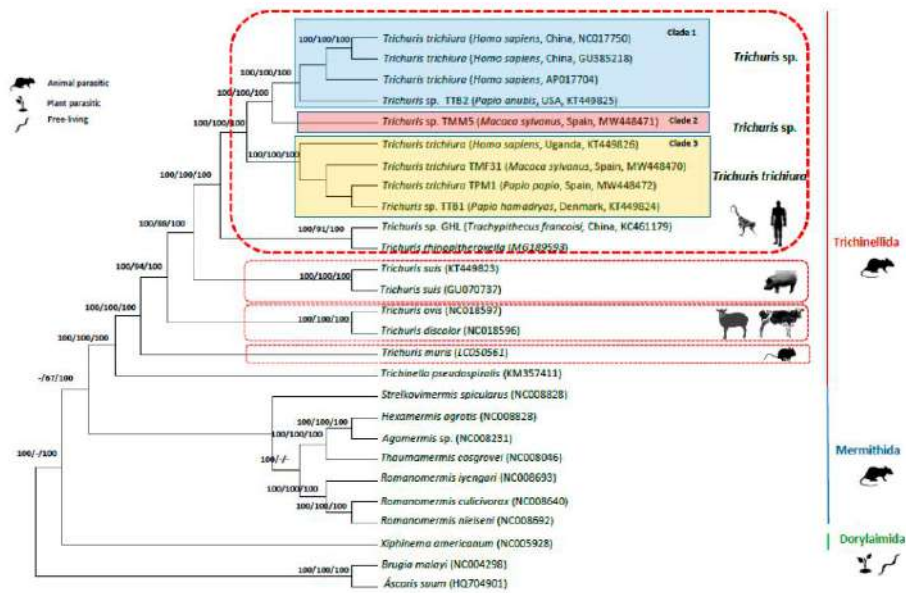 100/100/100
Trichuris trichiura (Homo sapiens, China, NC017750)
Clade 1
Trichuris trichiura (Homo sapiens, China, GU385218)
Trichuris sp.
100/100/100
Trichuris trichiura (Homo sapiens, AP017704)
Animal parasitic
Trichuris sp. TTB2 (Papio anubis, USA, KT449825)
Plant parasitic
Free-living
100/100/100
Trichuris sp. TMM5 (Macaca sylvanus, Spain, MW448471)
Clade 2
Trichuris sp.
100/100/100
Trichuris trichiura (Homo sapiens, Uganda, KT449826)
Clade 3
Trichuris trichiura TMF31 (Macaca sylvanus, Spain, MW448470)
100/100/100
Trichuris trichiura TPM1 (Papio papio, Spain, MW448472)
Trichuris trichiura
Trichuris sp. TTB1 (Papio hamadryas, Denmark, KT449824)
100/88/100
100/91/100
Trichuris sp. GHL (Trachypithecus francoisi, China, KC461179)
Trichuris rhinopitheroxella (MG189593)
Trichinellida
100/94/100
100/100/100
Trichuris suis (KT449823)
Trichuris suis (GU070737)
100/100/100
Trichuris ovis (NC018597)
100/100/100
Trichuris discolor (NC018596)
Trichuris muris (LC050561)
-/67/100
Trichinella pseudospiralis (KM357411)
Strelkovimermis spicularus (NC008828)
100/100/100
Hexamermis agrotis (NC008828)
100/100/100
Agamermis sp. (NC008231)
Mermithida
100/-/100
100/-/-
Thaumamermis cosgrovei (NC008046)
100/100/100
Romanomermis iyengari (NC008693)
100/100/100
Romanomermis culicivorax (NC008640)
Romanomermis nielseni (NC008692)
Xiphinema americanum (NC005928)
Dorylaimida
100/100/100
Brugia malayi (NC004298)
Áscaris suum (HQ704901)